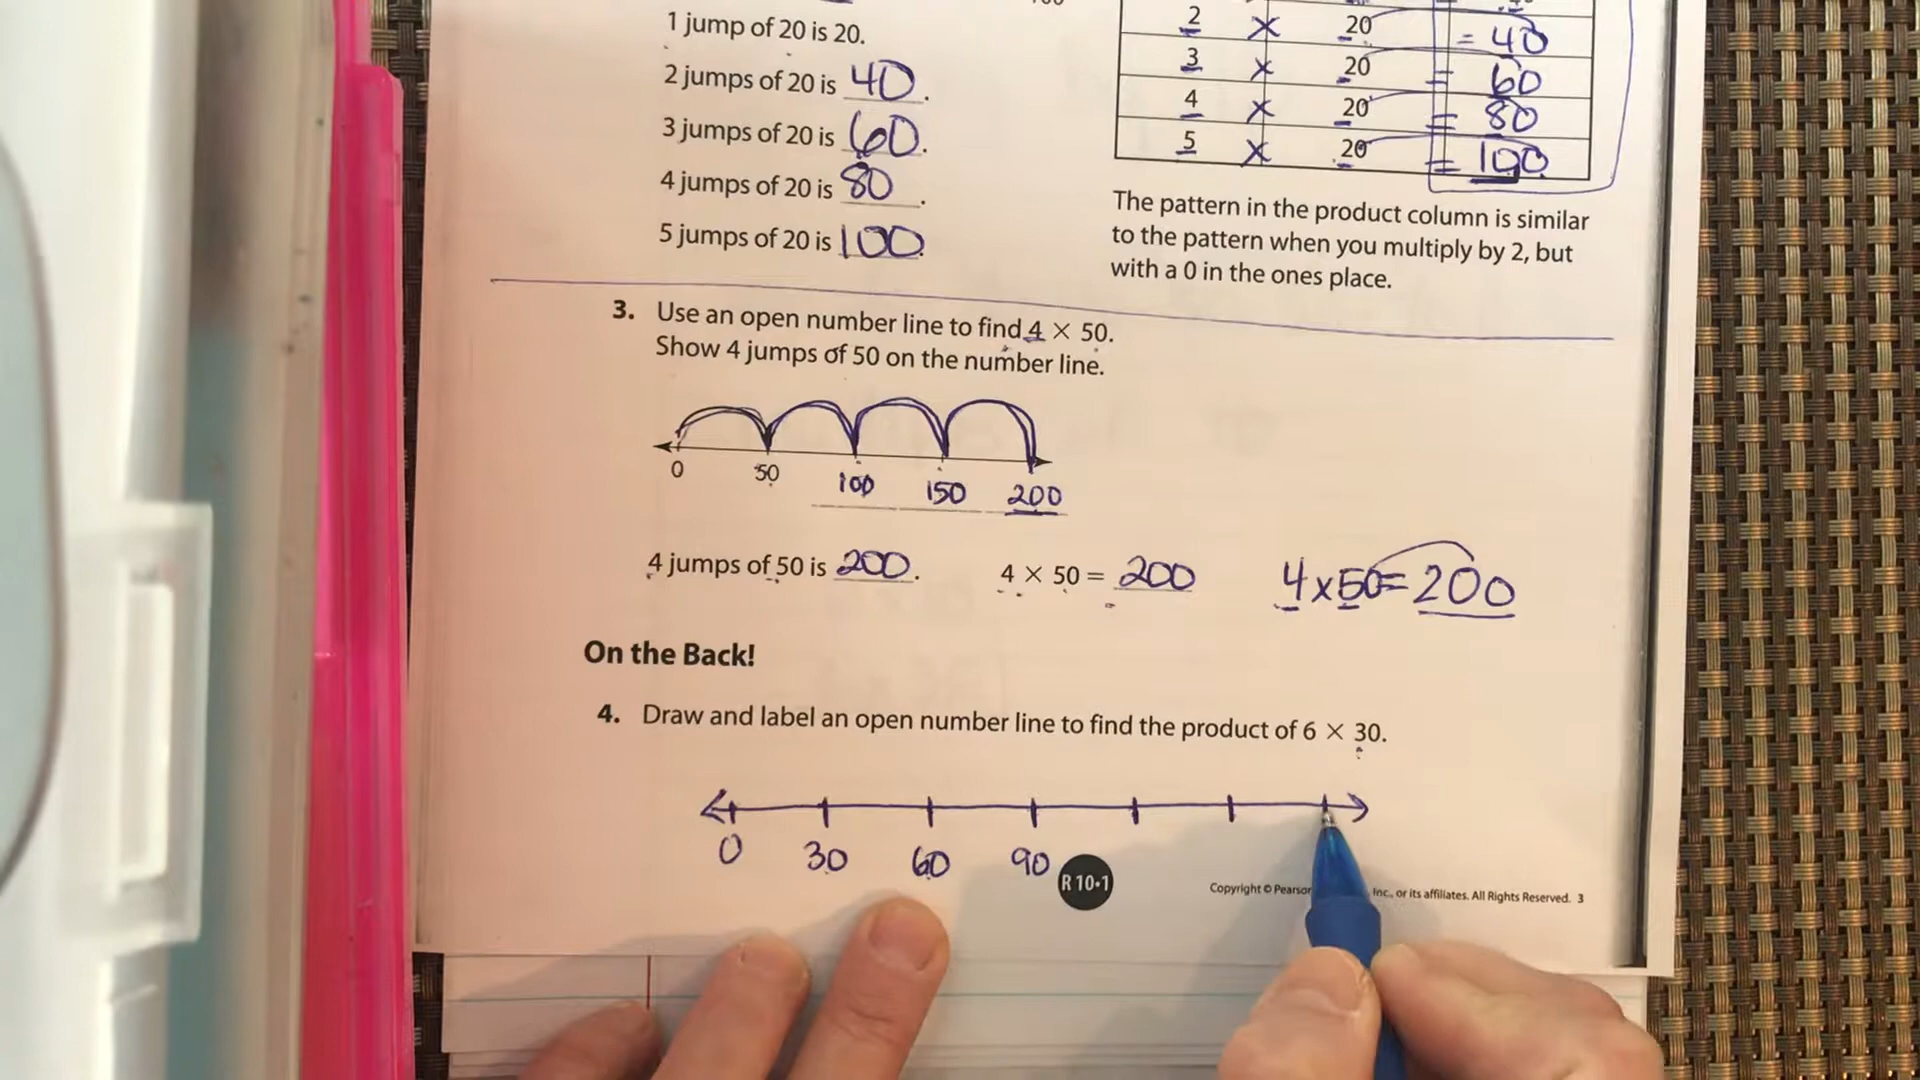 1 jump of 20 is 20.
2 jumps of 20 is 40.
3 jumps of 20 is 60.
4 jumps of 20 is 80.
5 jumps of 20 is 100.
2 × 20 = 40
3 × 20 = 60
4 × 20 = 80
5 × 20 = 100
The pattern in the product column is similar
to the pattern when you multiply by 2, but
with a 0 in the ones place.
3. Use an open number line to find 4 × 50.
Show 4 jumps of 50 on the number line.
0 50 100 150 200
4 jumps of 50 is 200.
4 × 50 = 200
4x50=200
On the Back!
4. Draw and label an open number line to find the product of 6 × 30.
0 30 60 90
R 10•1
Copyright © Pearson Inc., or its affiliates. All Rights Reserved. 3